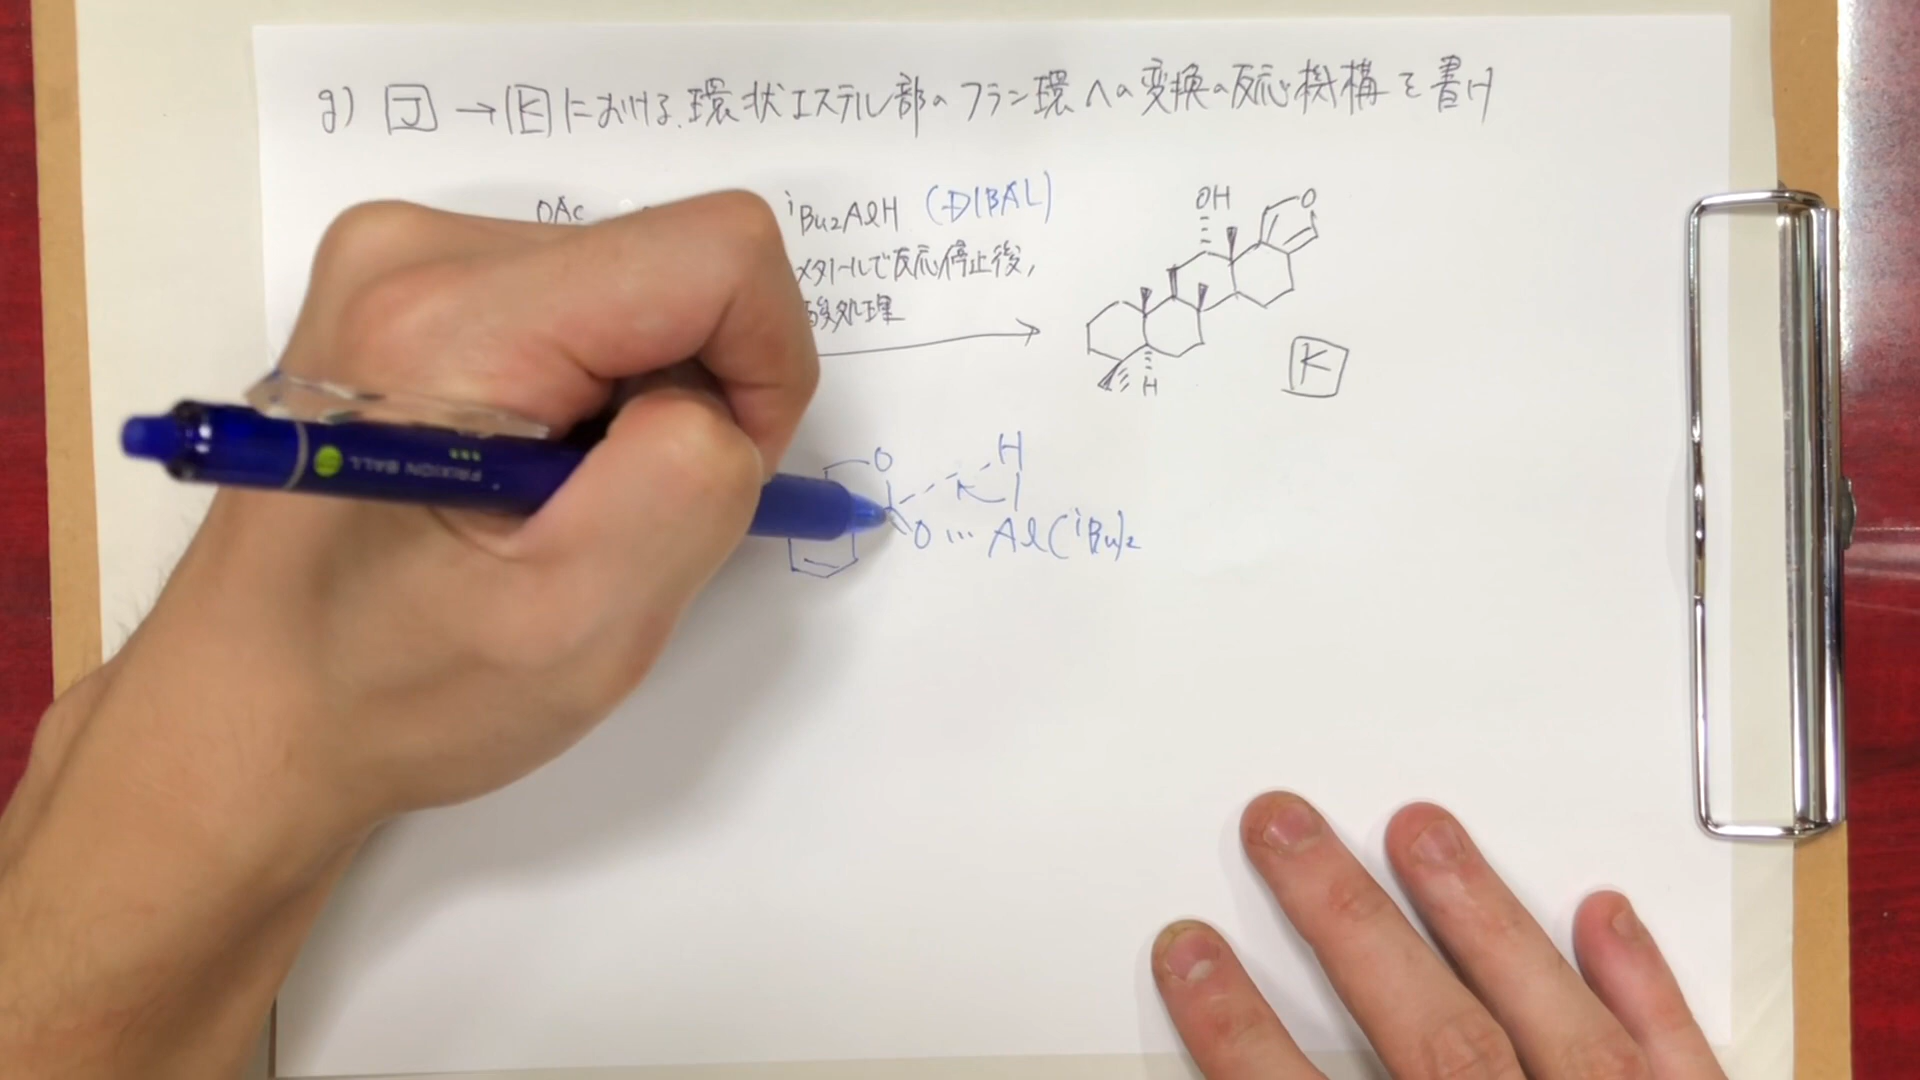 g) J → K における、環状エステル部のフラン環への変換の反応機構を書け
OAc
iBu2AlH (DIBAL)
メタノールで反応停止後,
酸処理
OH
O
H
K
O
H
O ... Al(iBu)2
FRIXION BALL